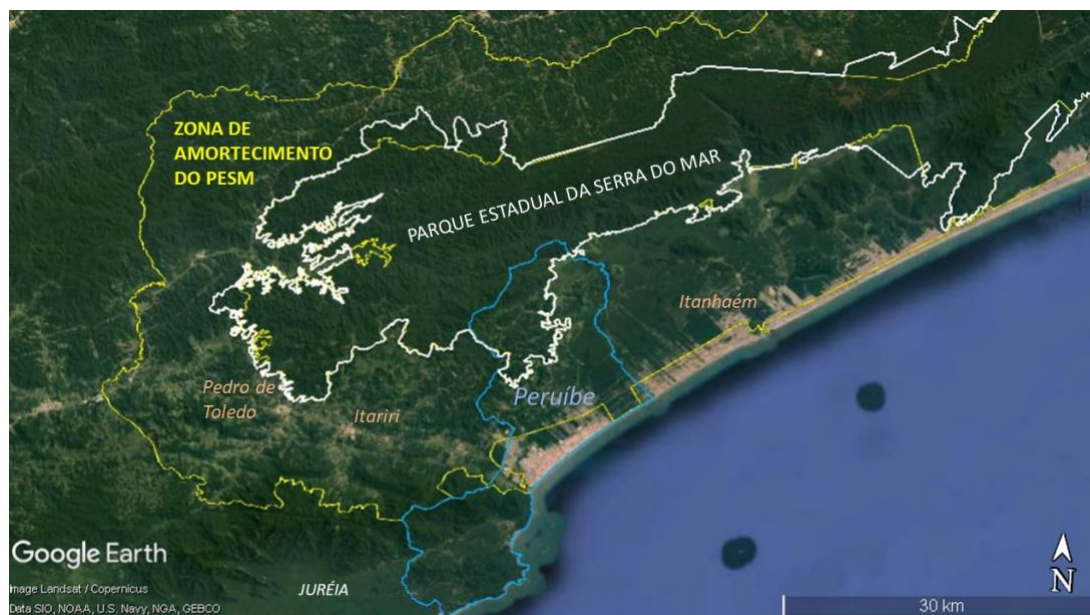 ZONA DE
AMORTECIMENTO
DO PESM
PARQUE ESTADUAL DA SERRA DO MAR
Itanhaém
Pedro de
Toledo
Itariri
Peruíbe
Google Earth
JURÉIA
Image Landsat / Copernicus
Data SIO, NOAA, U.S. Navy, NGA, GEBCO
30 km
N